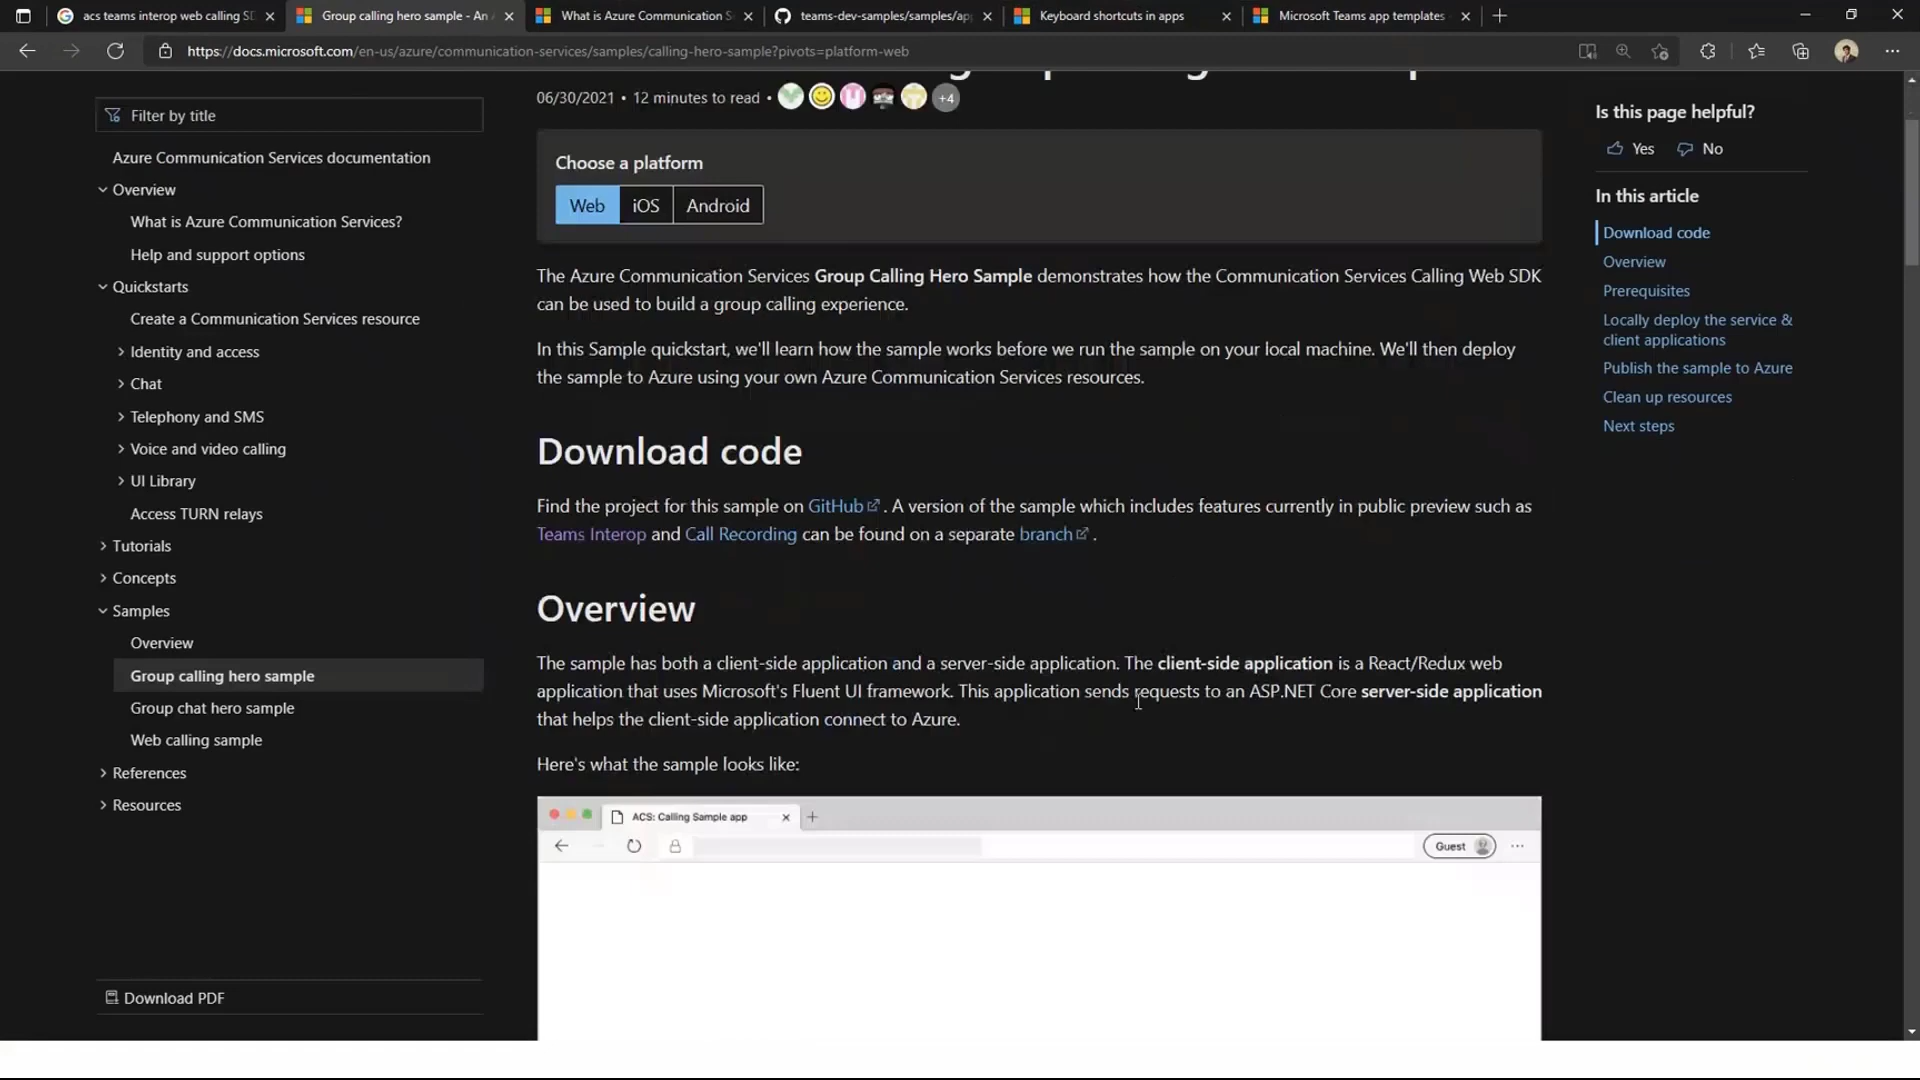 acs teams interop web calling SD
Group calling hero sample - An A
What is Azure Communication S
teams-dev-samples/samples/app
Keyboard shortcuts in apps
Microsoft Teams app templates
https://docs.microsoft.com/en-us/azure/communication-services/samples/calling-hero-sample?pivots=platform-web
Filter by title
Azure Communication Services documentation
Overview
What is Azure Communication Services?
Help and support options
Quickstarts
Create a Communication Services resource
Identity and access
Chat
Telephony and SMS
Voice and video calling
UI Library
Access TURN relays
Tutorials
Concepts
Samples
Overview
Group calling hero sample
Group chat hero sample
Web calling sample
References
Resources
Download PDF
06/30/2021 • 12 minutes to read •
+4
Choose a platform
Web iOS Android
The Azure Communication Services Group Calling Hero Sample demonstrates how the Communication Services Calling Web SDK
can be used to build a group calling experience.
In this Sample quickstart, we'll learn how the sample works before we run the sample on your local machine. We'll then deploy
the sample to Azure using your own Azure Communication Services resources.
Download code
Find the project for this sample on GitHub. A version of the sample which includes features currently in public preview such as
Teams Interop and Call Recording can be found on a separate branch.
Overview
The sample has both a client-side application and a server-side application. The client-side application is a React/Redux web
application that uses Microsoft's Fluent UI framework. This application sends requests to an ASP.NET Core server-side application
that helps the client-side application connect to Azure.
Here's what the sample looks like:
ACS: Calling Sample app
Guest
Is this page helpful?
Yes No
In this article
Download code
Overview
Prerequisites
Locally deploy the service &
client applications
Publish the sample to Azure
Clean up resources
Next steps